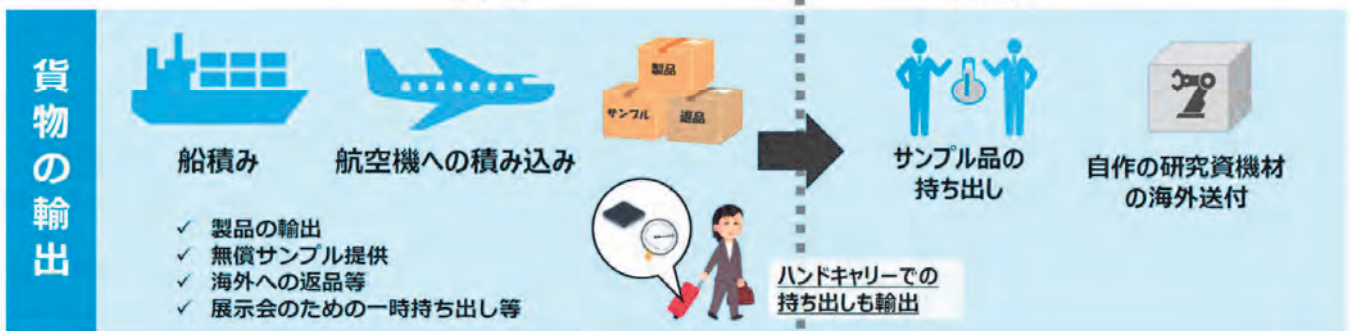 貨物の輸出
船積み
航空機への積み込み
製品
サンプル
返品
✓ 製品の輸出
✓ 無償サンプル提供
✓ 海外への返品等
✓ 展示会のための一時持ち出し等
ハンドキャリーでの
持ち出しも輸出
サンプル品の
持ち出し
自作の研究資機材
の海外送付